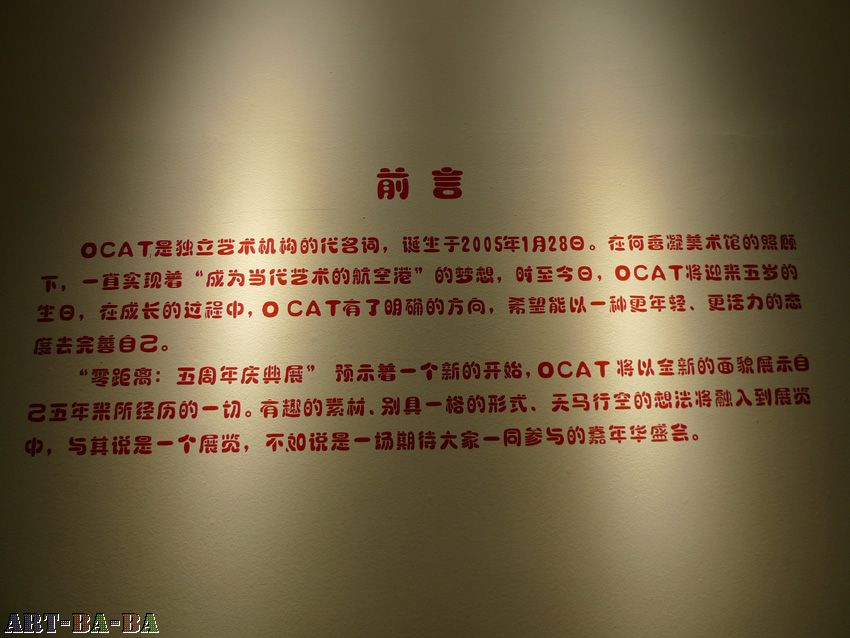 前言
OCAT是独立艺术机构的代名词，诞生于2005年1月28日。在何香凝美术馆的照顾
下，一直实现着“成为当代艺术的航空港”的梦想，时至今日，OCAT将迎来五岁的
生日，在成长的过程中，OCAT有了明确的方向，希望能以一种更年轻、更活力的态
度去完善自己。
“零距离：五周年庆典展” 预示着一个新的开始，OCAT将以全新的面貌展示自
己五年来所经历的一切。有趣的素材、别具一格的形式、天马行空的想法将融入到展览
中，与其说是一个展览，不如说是一场期待大家一同参与的嘉年华盛会。
ART-BA-BA